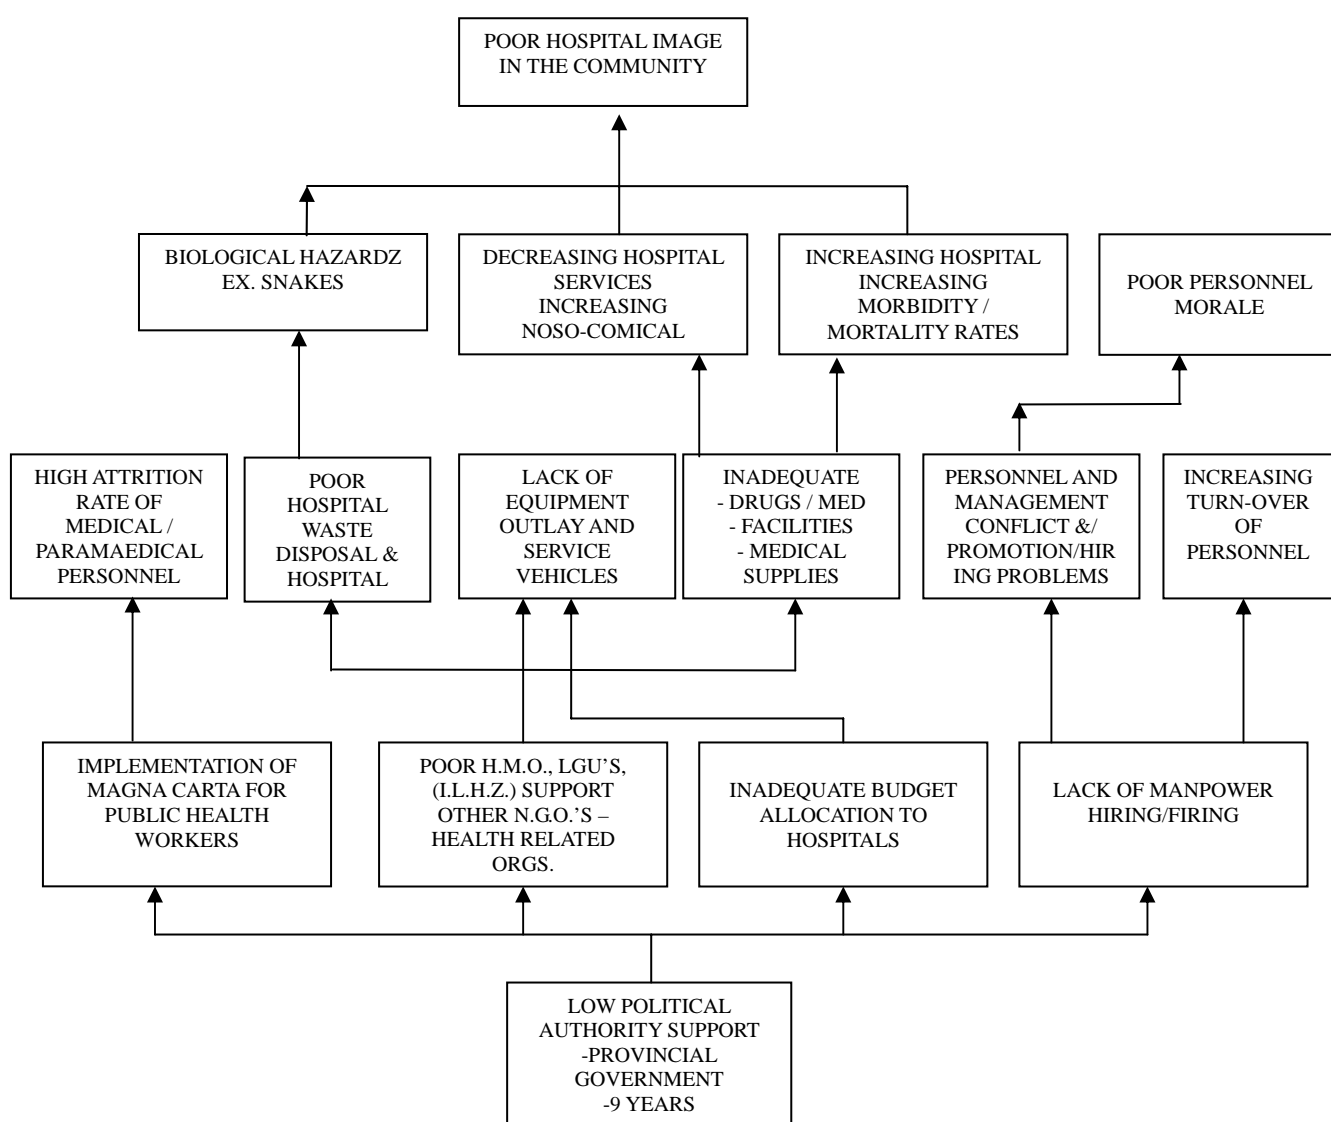 POOR HOSPITAL IMAGE
IN THE COMMUNITY
BIOLOGICAL HAZARDZ
EX. SNAKES
DECREASING HOSPITAL
SERVICES
INCREASING
NOSO-COMICAL
INCREASING HOSPITAL
INCREASING
MORBIDITY /
MORTALITY RATES
POOR PERSONNEL
MORALE
HIGH ATTRITION
RATE OF
MEDICAL /
PARAMAEDICAL
PERSONNEL
POOR
HOSPITAL
WASTE
DISPOSAL &
HOSPITAL
LACK OF
EQUIPMENT
OUTLAY AND
SERVICE
VEHICLES
INADEQUATE
- DRUGS / MED
- FACILITIES
- MEDICAL
SUPPLIES
PERSONNEL AND
MANAGEMENT
CONFLICT &/
PROMOTION/HIR
ING PROBLEMS
INCREASING
TURN-OVER
OF
PERSONNEL
IMPLEMENTATION OF
MAGNA CARTA FOR
PUBLIC HEALTH
WORKERS
POOR H.M.O., LGU’S,
(I.L.H.Z.) SUPPORT
OTHER N.G.O.’S –
HEALTH RELATED
ORGS.
INADEQUATE BUDGET
ALLOCATION TO
HOSPITALS
LACK OF MANPOWER
HIRING/FIRING
LOW POLITICAL
AUTHORITY SUPPORT
-PROVINCIAL
GOVERNMENT
-9 YEARS